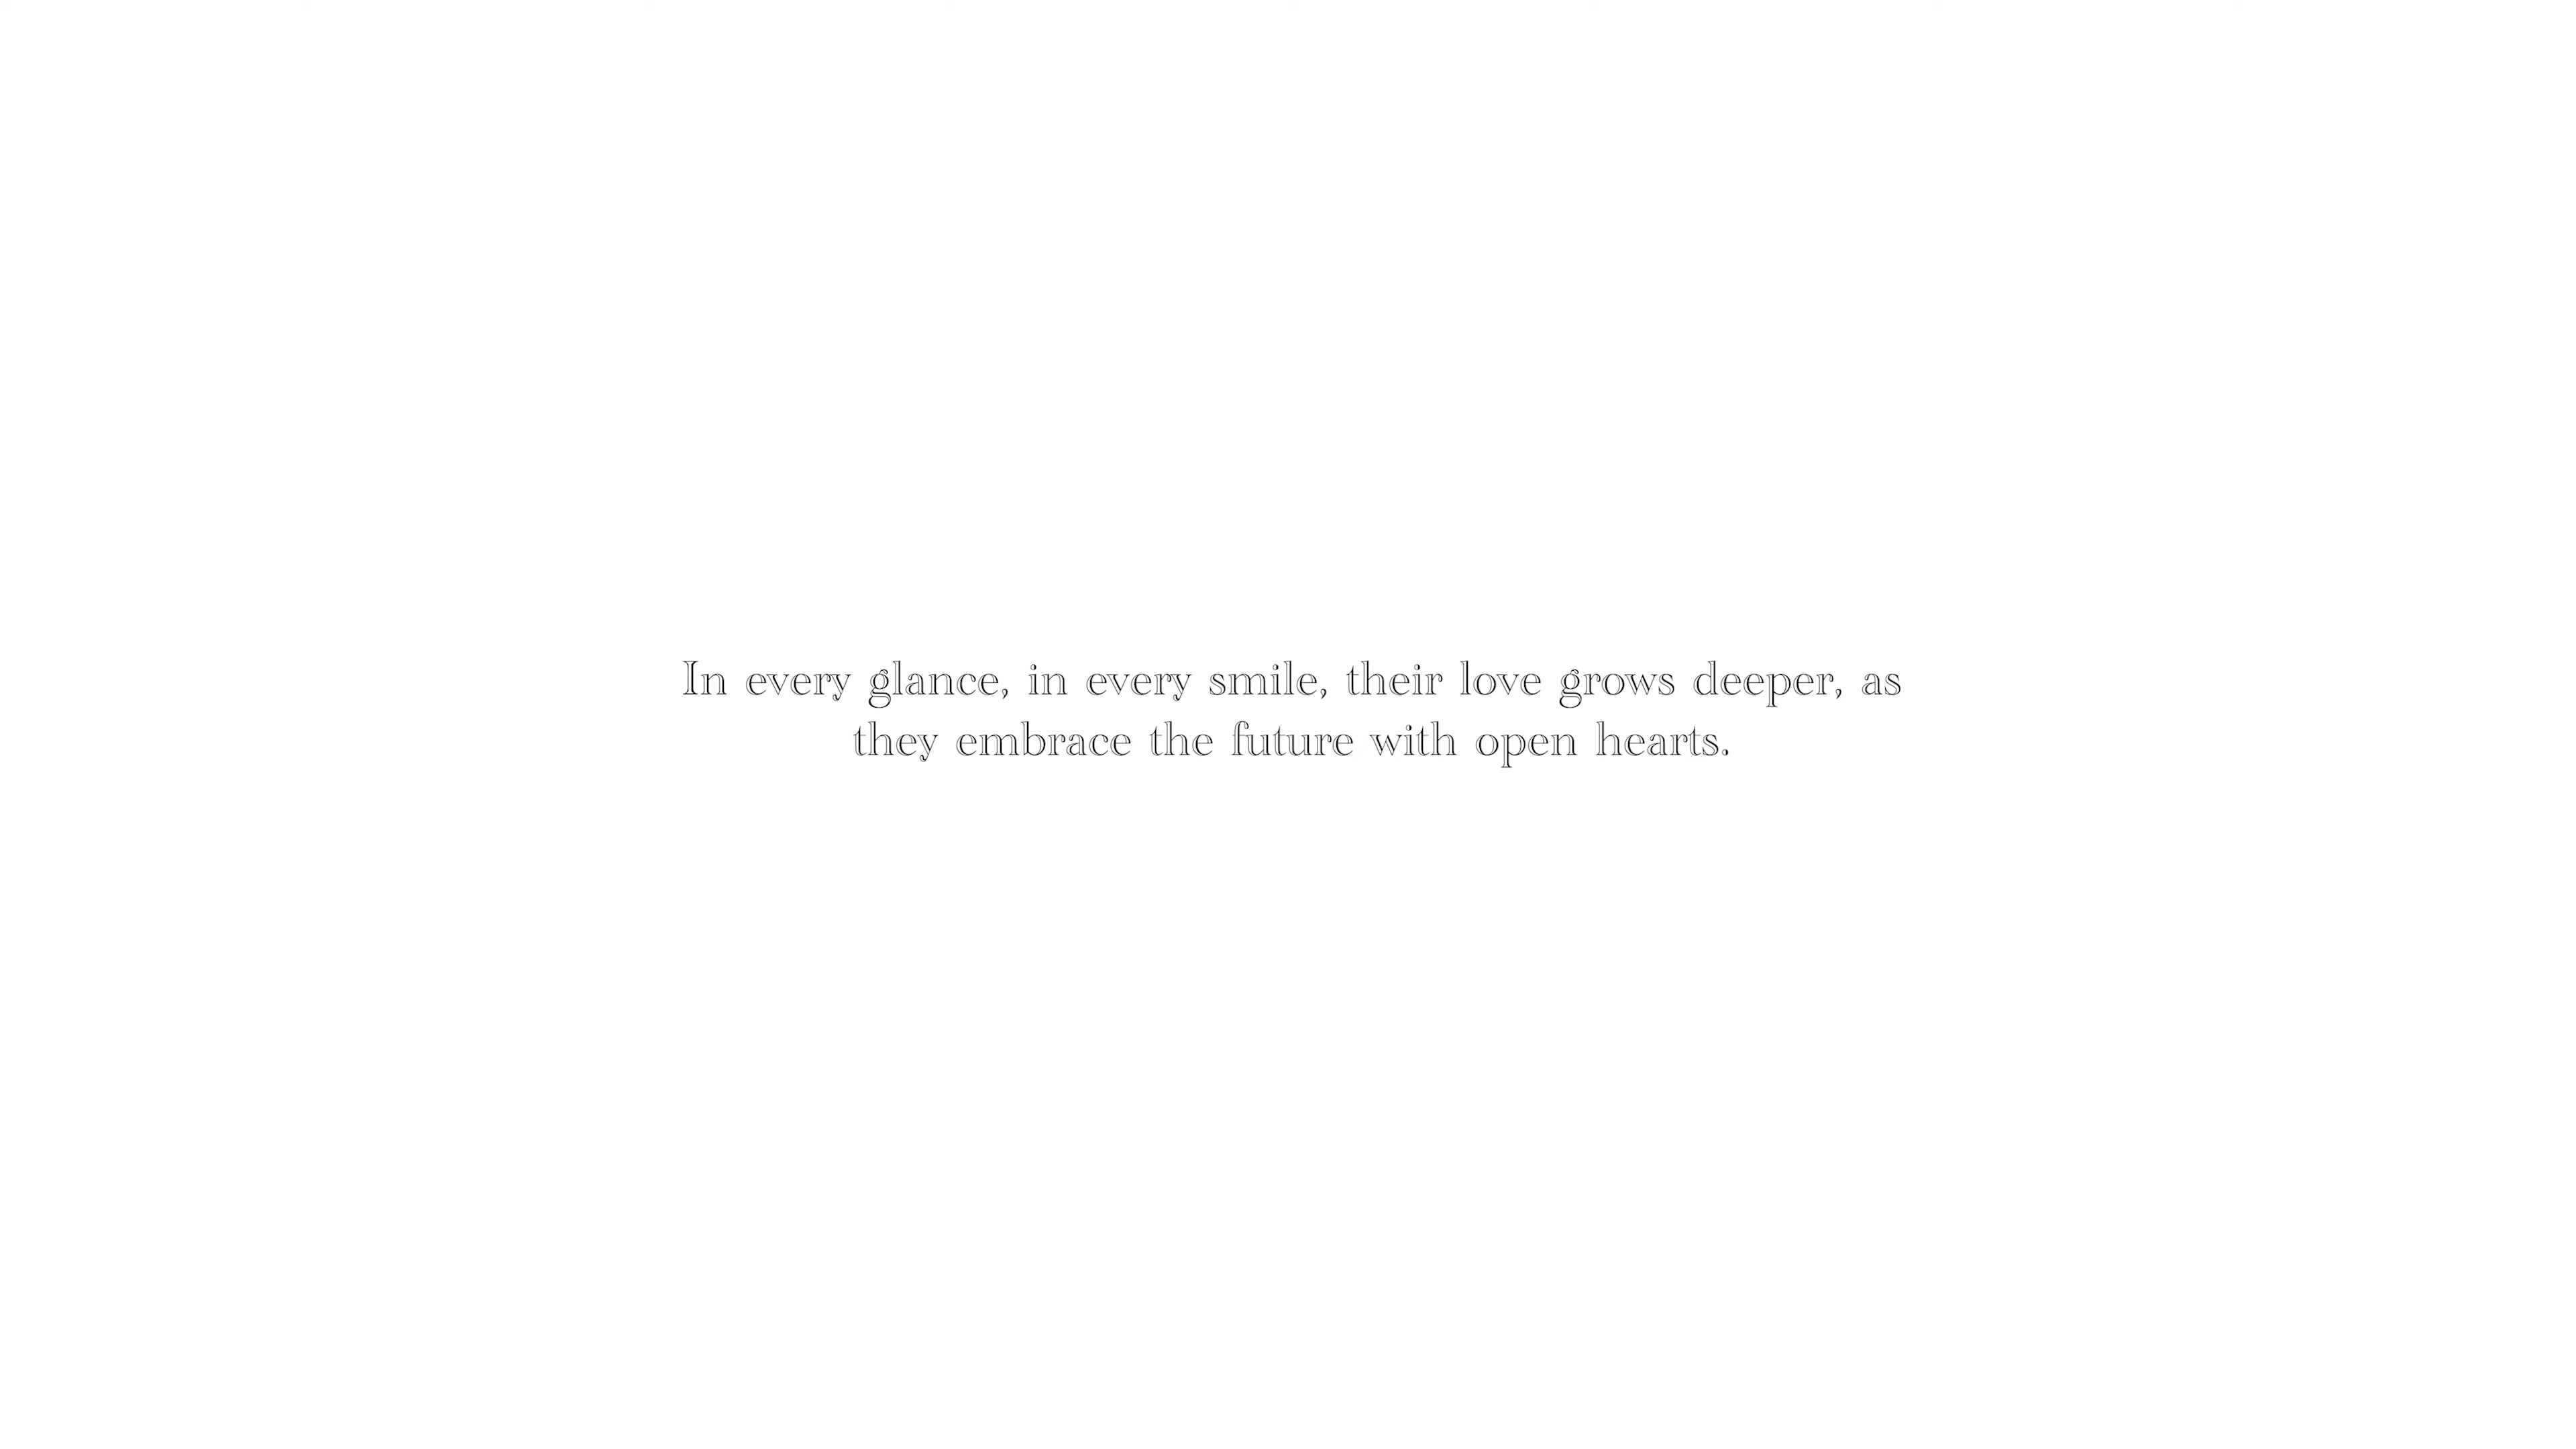 In every glance, in every smile, their love grows deeper, as
they embrace the future with open hearts.